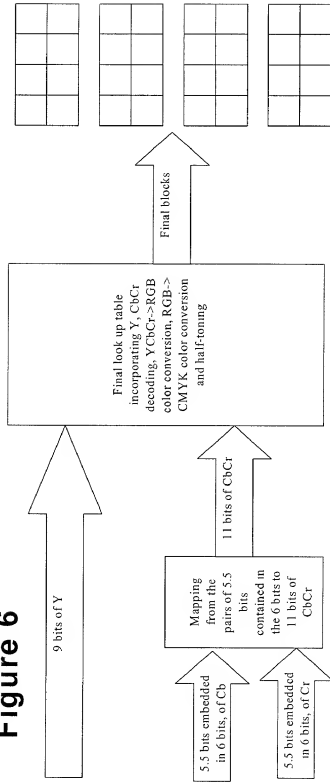 Figure 6
9 bits of Y
5.5 bits embedded
in 6 bits, of Cb
5.5 bits embedded
in 6 bits, of Cr
Mapping
from the
pairs of 5.5
bits
contained in
the 6 bits to
11 bits of
CbCr
11 bits of CbCr
Final look up table
incorporating Y, CbCr
decoding, YCbCr->RGB
color conversion, RGB->
CMYK color conversion
and half-toning
Final blocks